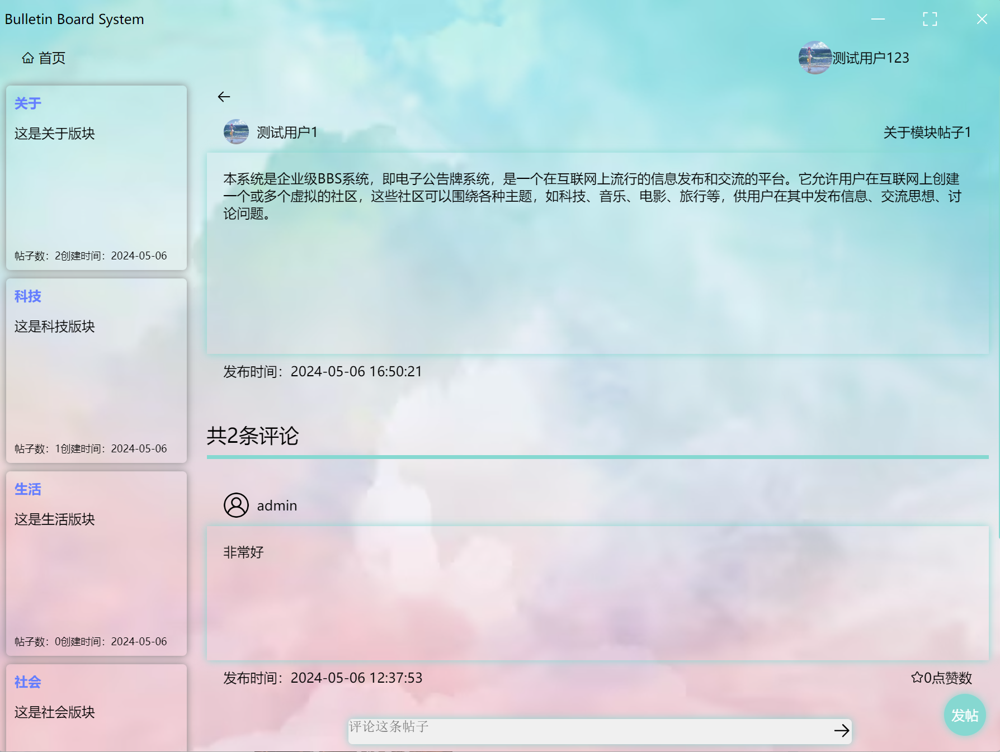 Bulletin Board System
首页
测试用户123
关于
这是关于版块
帖子数：2创建时间：2024-05-06
科技
这是科技版块
帖子数：1创建时间：2024-05-06
生活
这是生活版块
帖子数：0创建时间：2024-05-06
社会
这是社会版块
测试用户1
关于模块帖子1
本系统是企业级BBS系统，即电子公告牌系统，是一个在互联网上流行的信息发布和交流的平台。它允许用户在互联网上创建
一个或多个虚拟的社区，这些社区可以围绕各种主题，如科技、音乐、电影、旅行等，供用户在其中发布信息、交流思想、讨
论问题。
发布时间：2024-05-06 16:50:21
共2条评论
admin
非常好
发布时间：2024-05-06 12:37:53
0点赞数
发帖
评论这条帖子